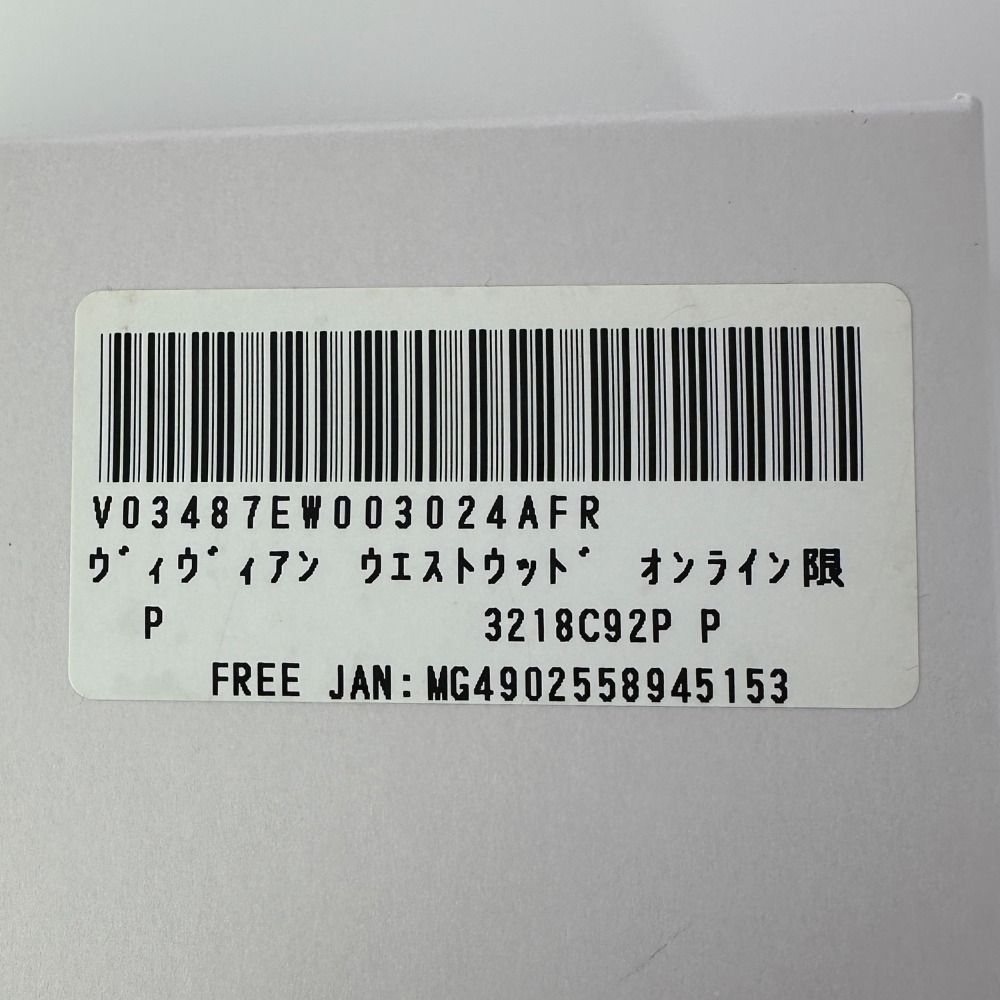 V03487EW003024AFR
ヴィヴィアン ウエストウッド オンライン限
P 3218C92P P
FREE JAN:MG4902558945153